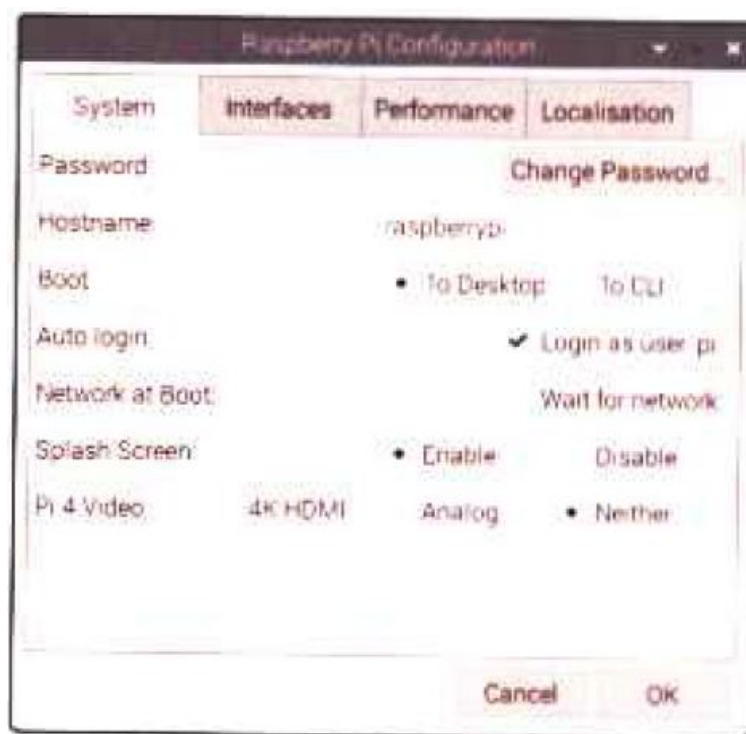 Raspberry Pi Configuration
System Interfaces Performance Localisation
Password Change Password...
Hostname raspberrypi
Boot To Desktop To CLI
Auto login: Login as user pi
Network at Boot: Wait for network
Splash Screen: Enable Disable
Pi 4 Video: 4K HDMI Analog Neither
Cancel OK